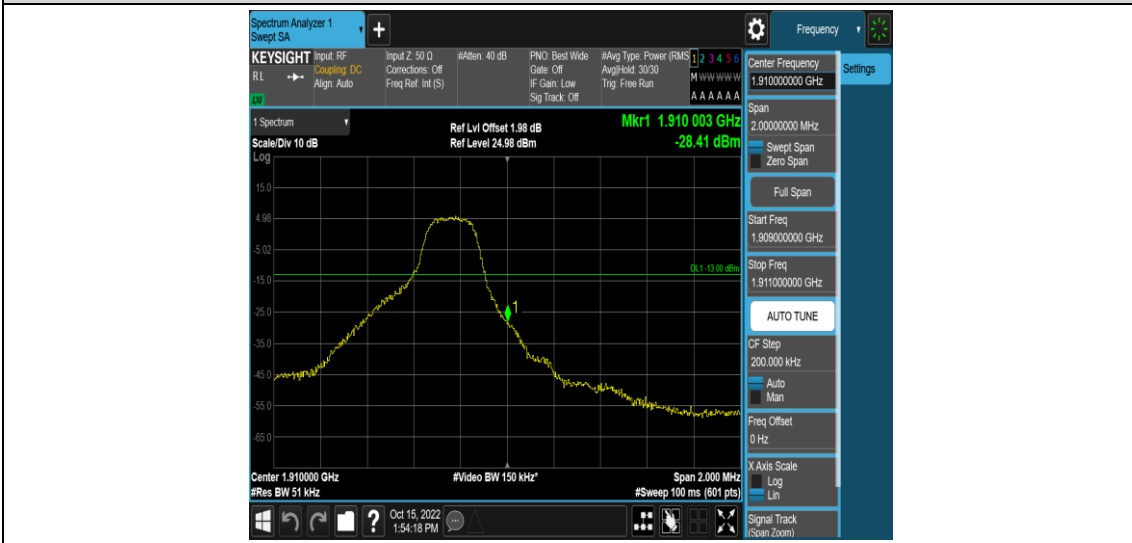 Spectrum Analyzer 1
Swept SA
+
Frequency
KEYSIGHT
Input: RF
Input Z: 50 Ω
#Atten: 40 dB
PNO: Best Wide
#Avg Type: Power (RMS
1 2 3 4 5 6
RL
Coupling: DC
Corrections: Off
Gate: Off
Avg|Hold: 30/30
M W W W W W
Align: Auto
Freq Ref: Int (S)
IF Gain: Low
Trig: Free Run
Sig Track: Off
A A A A A A
LXI
1 Spectrum
Ref Lvl Offset 1.98 dB
Mkr1 1.910 003 GHz
Scale/Div 10 dB
Ref Level 24.98 dBm
-28.41 dBm
Log
15.0
4.98
-5.02
DL1 -13.00 dBm
-15.0
1
-25.0
-35.0
-45.0
-55.0
-65.0
Center 1.910000 GHz
#Video BW 150 kHz*
Span 2.000 MHz
#Res BW 51 kHz
#Sweep 100 ms (601 pts)
Center Frequency
1.910000000 GHz
Settings
Span
2.00000000 MHz
Swept Span
Zero Span
Full Span
Start Freq
1.909000000 GHz
Stop Freq
1.911000000 GHz
AUTO TUNE
CF Step
200.000 kHz
Auto
Man
Freq Offset
0 Hz
X Axis Scale
Log
Lin
Signal Track
(Span Zoom)
?
Oct 15, 2022
1:54:18 PM